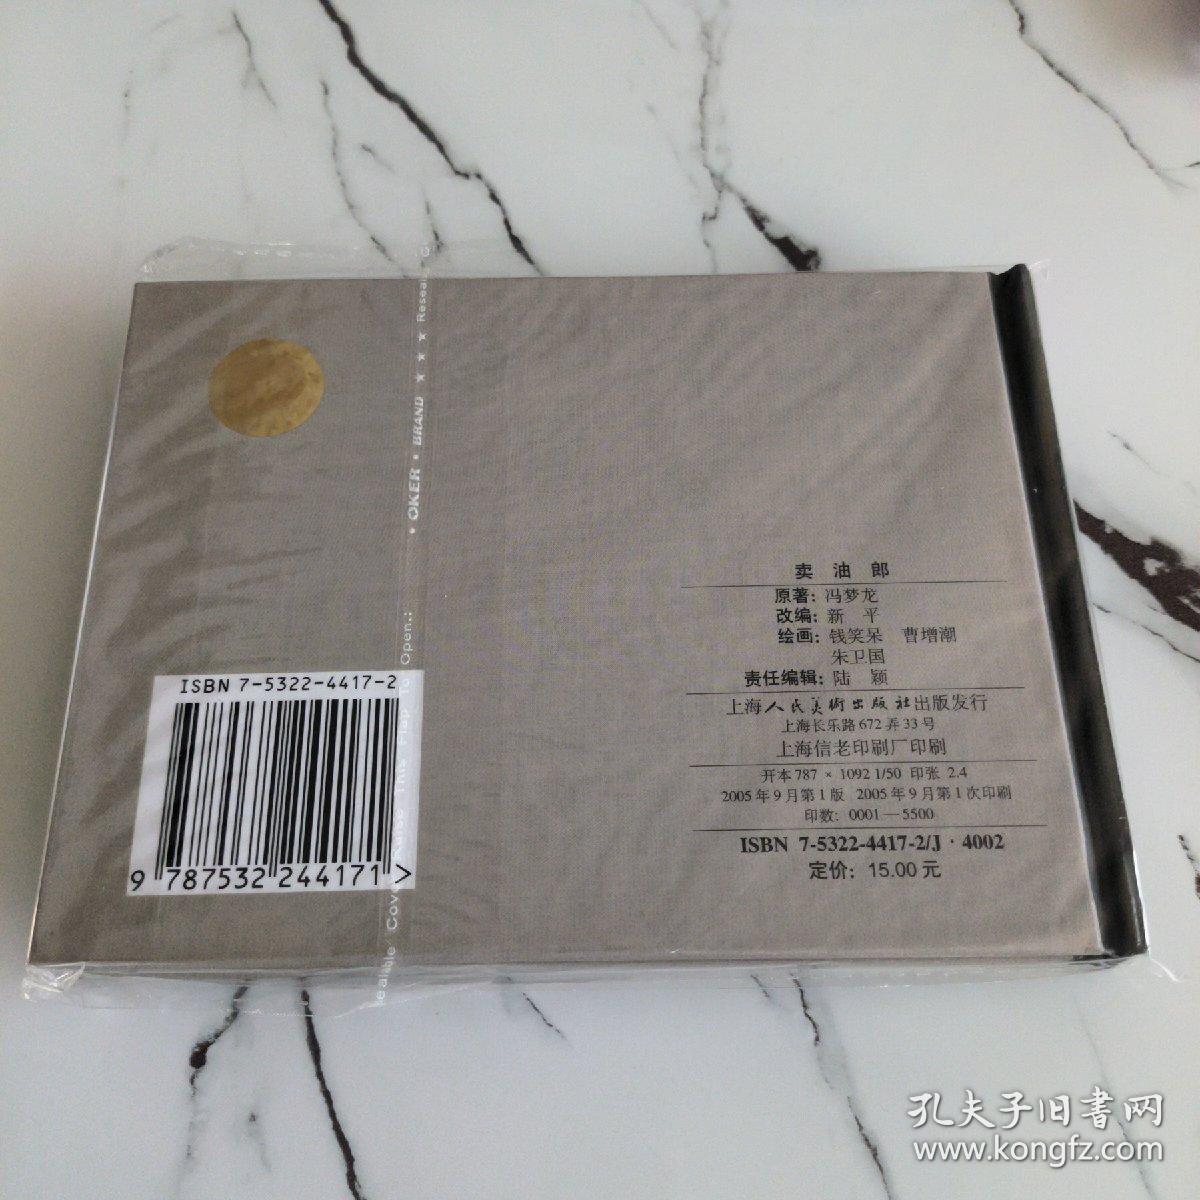 卖 油 郎
原著：冯梦龙
改编：新 平
绘画：钱笑呆 曹增潮
朱卫国
责任编辑：陆 颖
上海人民美術出版社出版发行
上海长乐路672弄33号
上海信老印刷厂印刷
开本787×1092 1/50 印张 2.4
2005年9月第1版 2005年9月第1次印刷
印数：0001—5500
ISBN 7-5322-4417-2/J·4002
定价：15.00元
ISBN 7-5322-4417-2
9 787532 244171 >
• OKER • BRAND ★ ★ ★
Open.:
孔夫子旧书网
www.kongfz.com